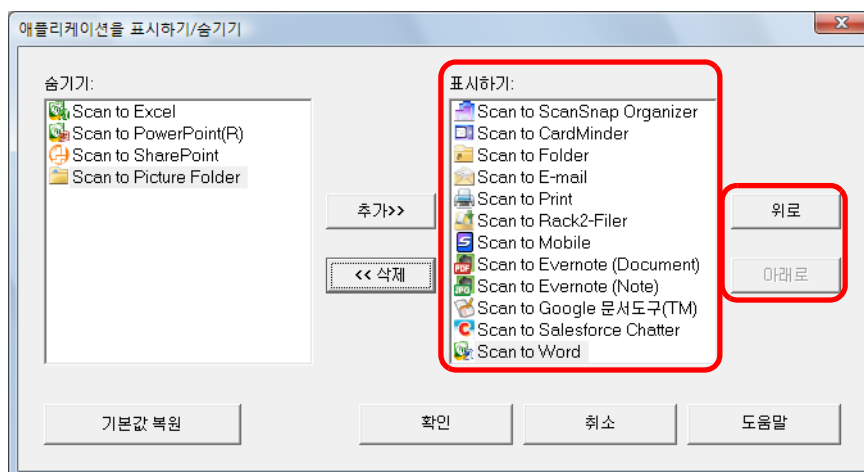 애플리케이션을 표시하기/숨기기
숨기기:
Scan to Excel
Scan to PowerPoint(R)
Scan to SharePoint
Scan to Picture Folder
추가>>
<< 삭제
표시하기:
Scan to ScanSnap Organizer
Scan to CardMinder
Scan to Folder
Scan to E-mail
Scan to Print
Scan to Rack2-Filer
Scan to Mobile
Scan to Evernote (Document)
Scan to Evernote (Note)
Scan to Google 문서도구(TM)
Scan to Salesforce Chatter
Scan to Word
위로
아래로
기본값 복원
확인
취소
도움말